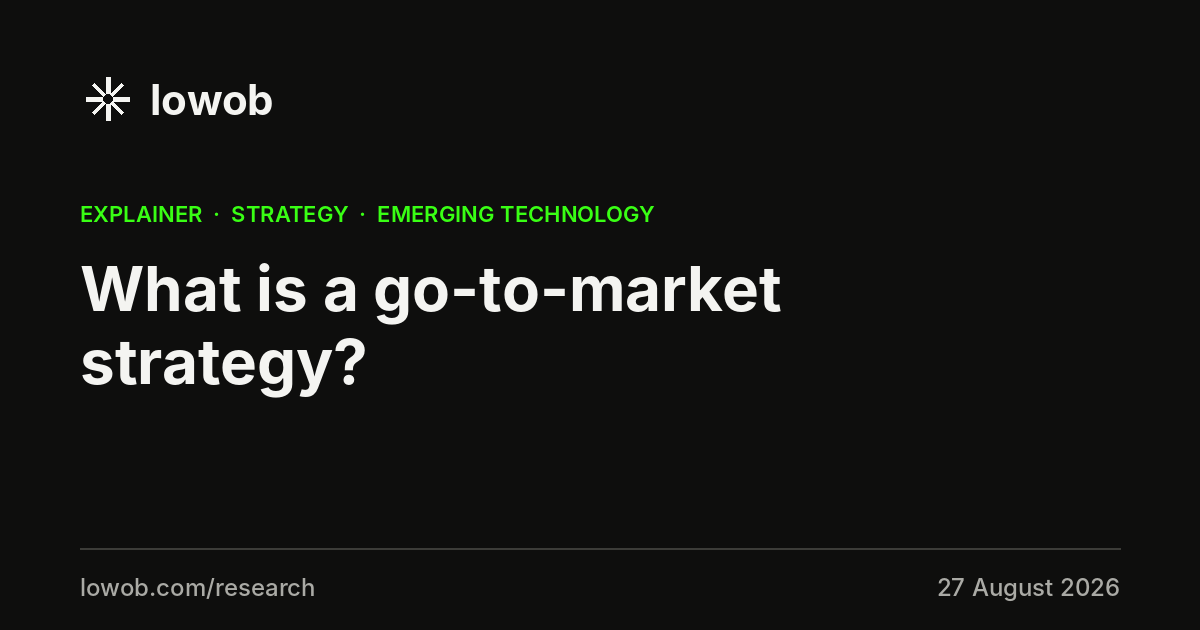 lowob
EXPLAINER · STRATEGY · EMERGING TECHNOLOGY
What is a go-to-market
strategy?
lowob.com/research
27 August 2026